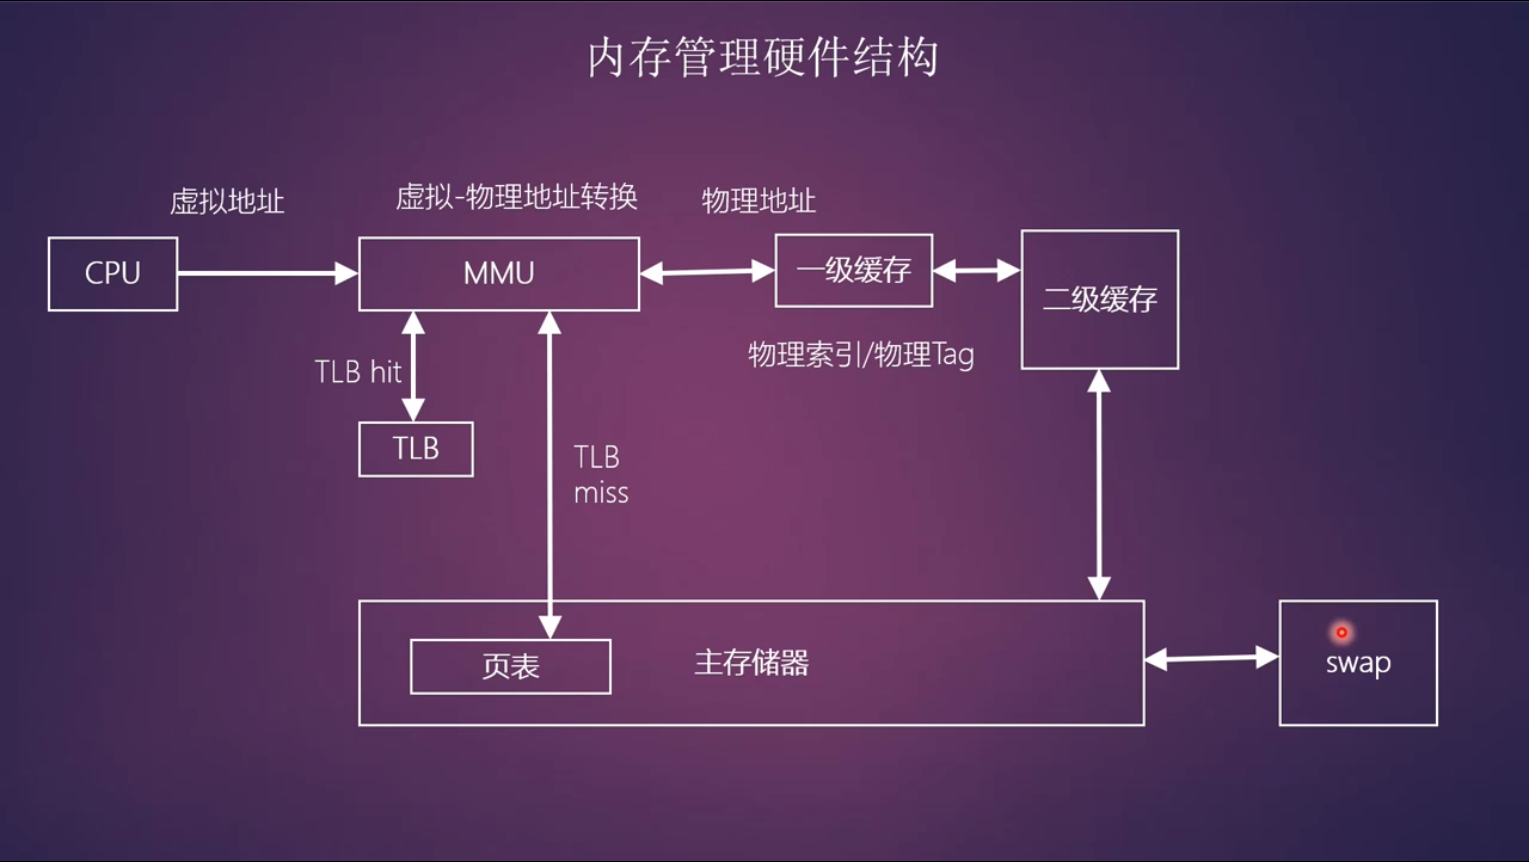 内存管理硬件结构
虚拟地址
虚拟-物理地址转换
物理地址
CPU
MMU
一级缓存
二级缓存
物理索引/物理Tag
TLB hit
TLB
TLB
miss
页表
主存储器
swap